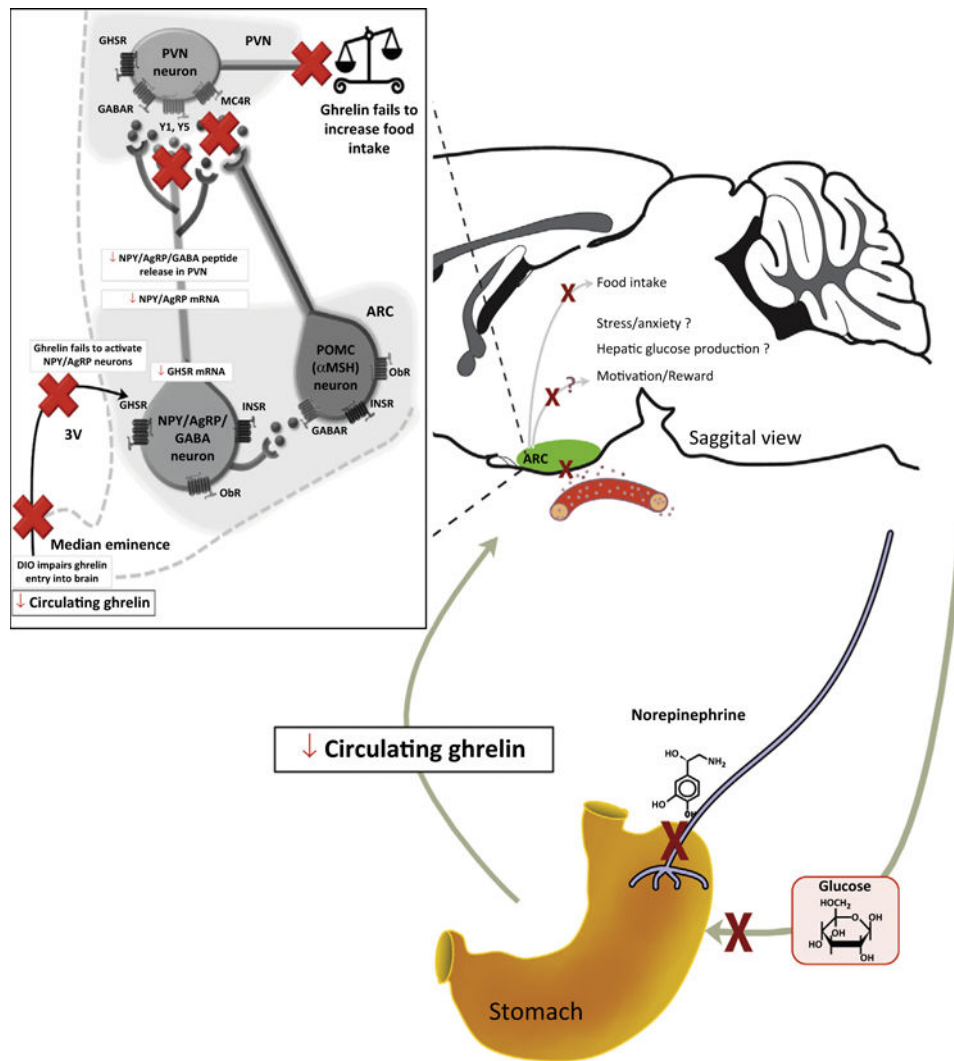 GHSR
PVN
neuron
PVN
GABAR
MC4R
Y1, Y5
Ghrelin fails to
increase food
intake
↓ NPY/AgRP/GABA peptide
release in PVN
↓ NPY/AgRP mRNA
ARC
Ghrelin fails to activate
NPY/AgRP neurons
↓ GHSR mRNA
POMC
(αMSH)
neuron
ObR
INSR
GABAR
GHSR
INSR
3V
NPY/AgRP/
GABA
neuron
ObR
Median eminence
DIO impairs ghrelin
entry into brain
↓ Circulating ghrelin
Food intake
Stress/anxiety ?
Hepatic glucose production ?
?
Motivation/Reward
Saggital view
ARC
↓ Circulating ghrelin
Norepinephrine
HO
NH2
HO
OH
Glucose
HOCH2
O
OH
OH
HO
OH
Stomach